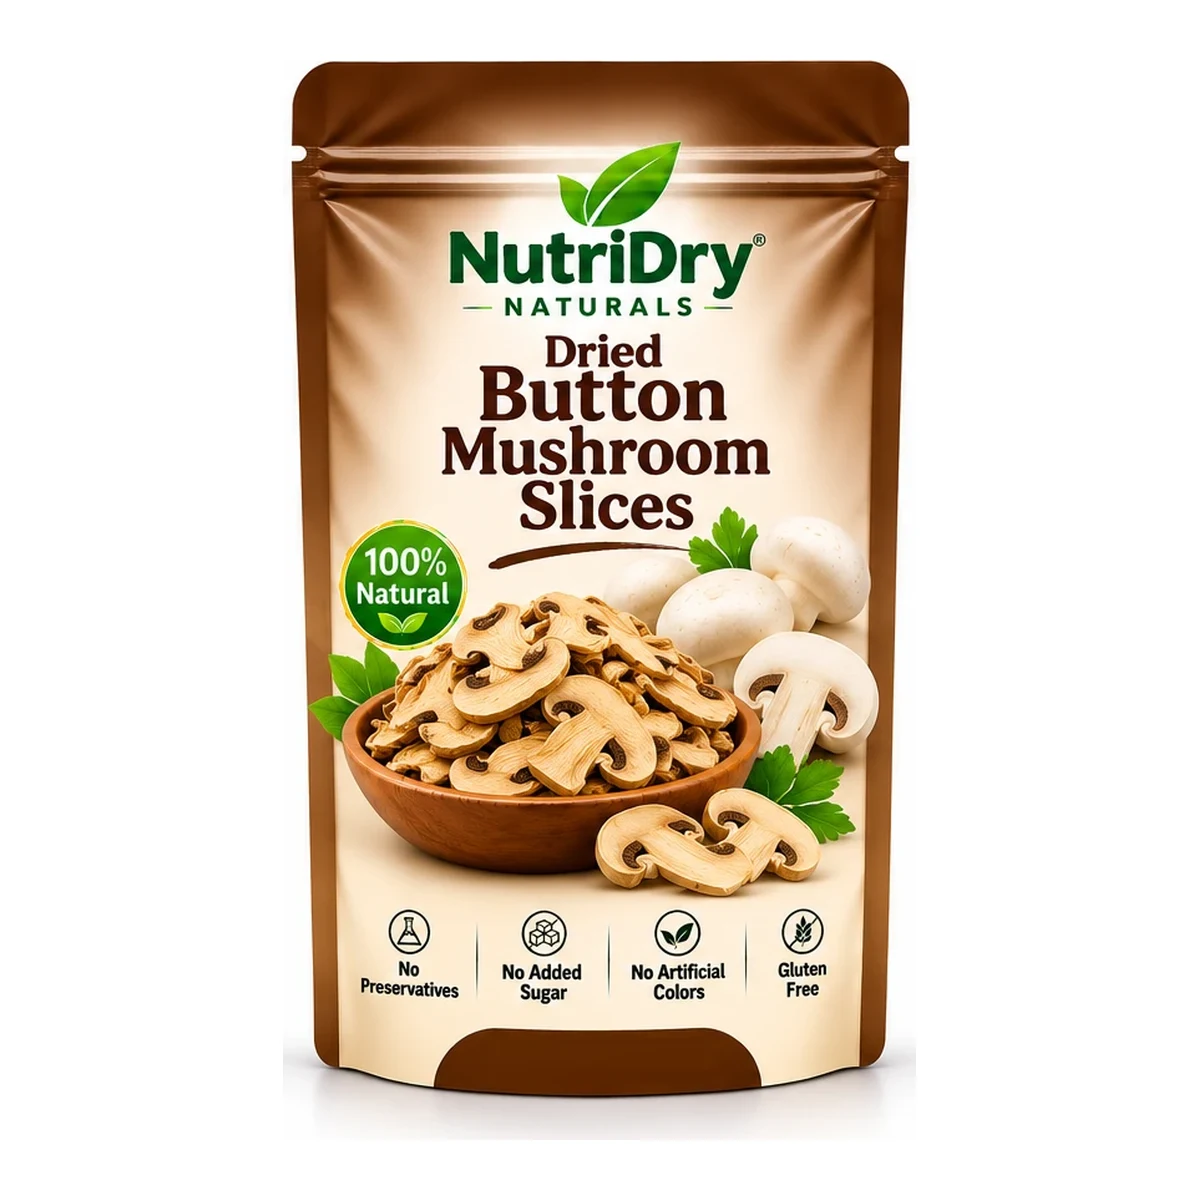 NutriDry®
NATURALS
Dried
Button
Mushroom
Slices
100%
Natural
No
Preservatives
No Added
Sugar
No Artificial
Colors
Gluten
Free